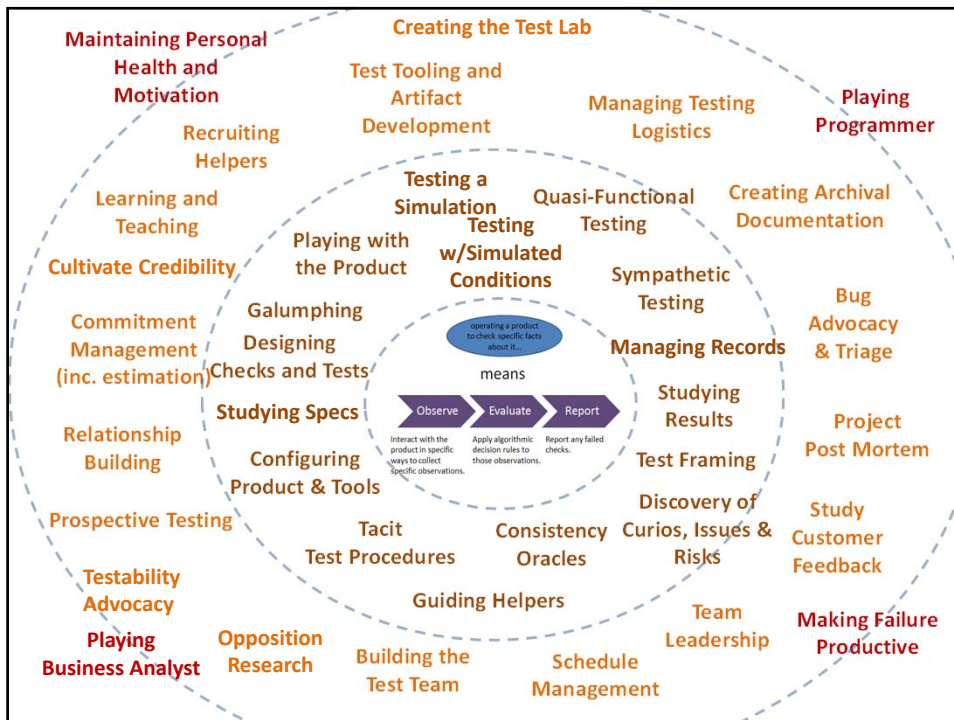 Creating the Test Lab
Maintaining Personal
Health and
Motivation
Test Tooling and
Artifact
Development
Managing Testing
Logistics
Playing
Programmer
Recruiting
Helpers
Learning and
Teaching
Cultivate Credibility
Testing a
Simulation
Quasi-Functional
Testing
Creating Archival
Documentation
Playing with
the Product
Testing
w/Simulated
Conditions
Sympathetic
Testing
Galumphing
Commitment
Management
(inc. estimation)
Designing
Checks and Tests
operating a product
to check specific facts
about it...
means
Managing Records
Bug
Advocacy
& Triage
Studying Specs
Observe
Evaluate
Report
Interact with the
product in specific
ways to collect
specific observations.
Apply algorithmic
decision rules to
those observations.
Report any failed
checks.
Studying
Results
Relationship
Building
Configuring
Product & Tools
Test Framing
Project
Post Mortem
Prospective Testing
Tacit
Test Procedures
Consistency
Oracles
Discovery of
Curios, Issues &
Risks
Study
Customer
Feedback
Testability
Advocacy
Guiding Helpers
Playing
Business Analyst
Opposition
Research
Building the
Test Team
Schedule
Management
Team
Leadership
Making Failure
Productive